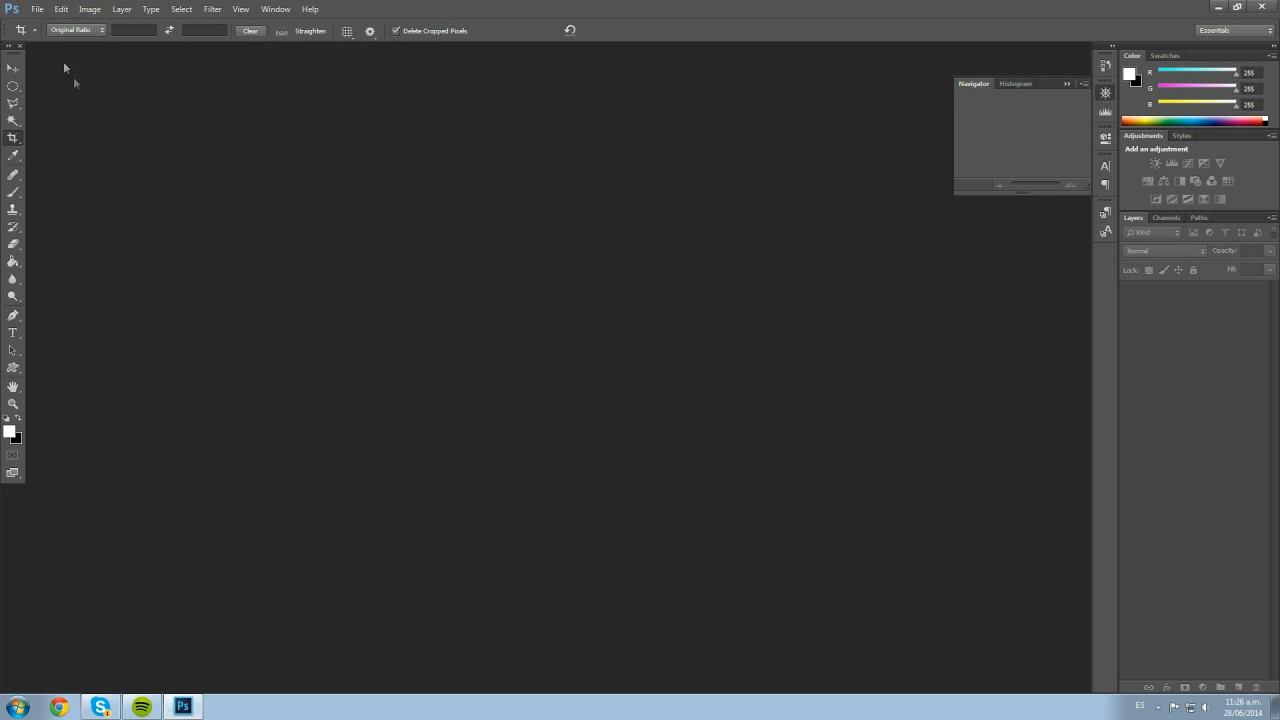 Ps File Edit Image Layer Type Select Filter View Window Help
Original Ratio Clear Straighten Delete Cropped Pixels Essentials
Color Swatches
R 255
G 255
B 255
Navigator Histogram
Adjustments Styles
Add an adjustment
Layers Channels Paths
Kind
Normal Opacity:
Lock: Fill:
ES 11:26 a.m.
28/06/2014